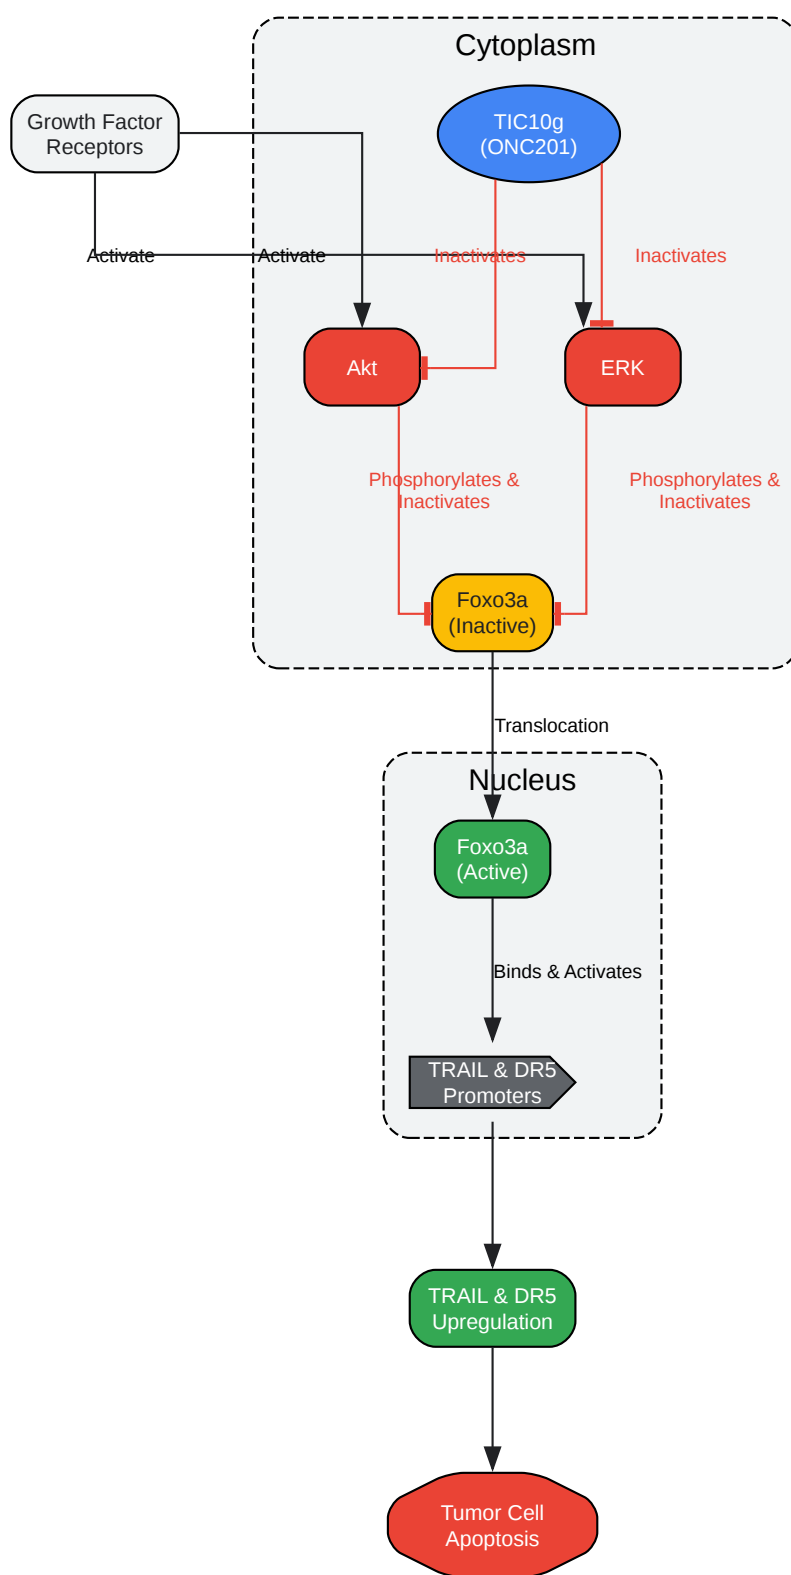 Cytoplasm
Growth Factor
Receptors
TIC10g
(ONC201)
Activate
Activate
Inactivates
Inactivates
Akt
ERK
Phosphorylates &
Inactivates
Phosphorylates &
Inactivates
Foxo3a
(Inactive)
Translocation
Nucleus
Foxo3a
(Active)
Binds & Activates
TRAIL & DR5
Promoters
TRAIL & DR5
Upregulation
Tumor Cell
Apoptosis